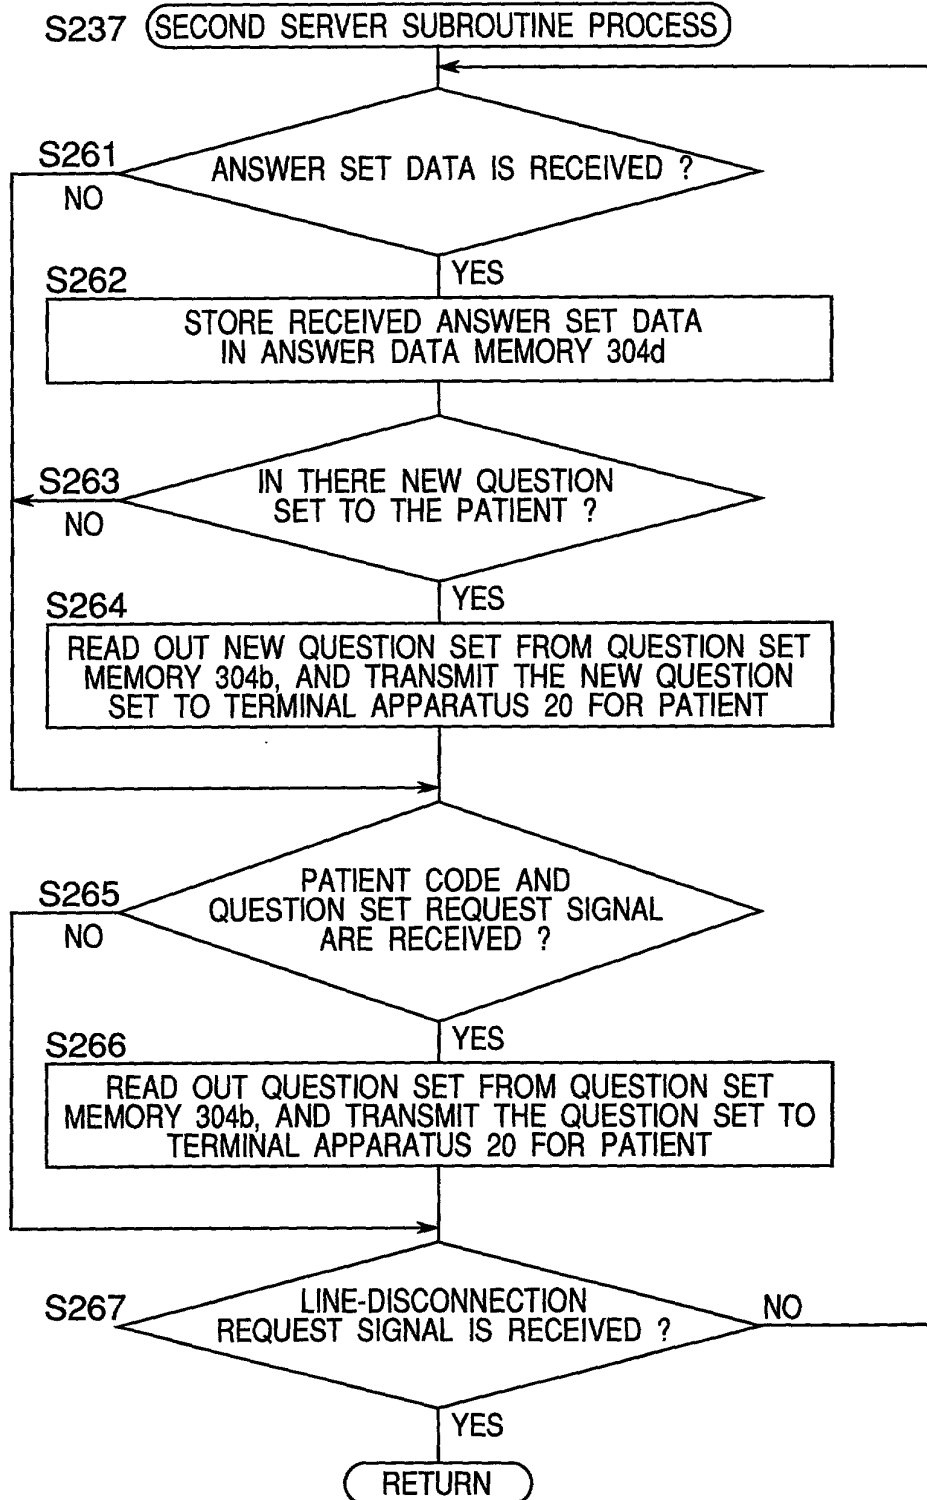 S237 SECOND SERVER SUBROUTINE PROCESS
S261
ANSWER SET DATA IS RECEIVED ?
NO
YES
S262
STORE RECEIVED ANSWER SET DATA
IN ANSWER DATA MEMORY 304d
S263
IN THERE NEW QUESTION
SET TO THE PATIENT ?
NO
YES
S264
READ OUT NEW QUESTION SET FROM QUESTION SET
MEMORY 304b, AND TRANSMIT THE NEW QUESTION
SET TO TERMINAL APPARATUS 20 FOR PATIENT
S265
PATIENT CODE AND
QUESTION SET REQUEST SIGNAL
ARE RECEIVED ?
NO
YES
S266
READ OUT QUESTION SET FROM QUESTION SET
MEMORY 304b, AND TRANSMIT THE QUESTION SET TO
TERMINAL APPARATUS 20 FOR PATIENT
S267
LINE-DISCONNECTION
REQUEST SIGNAL IS RECEIVED ?
NO
YES
RETURN